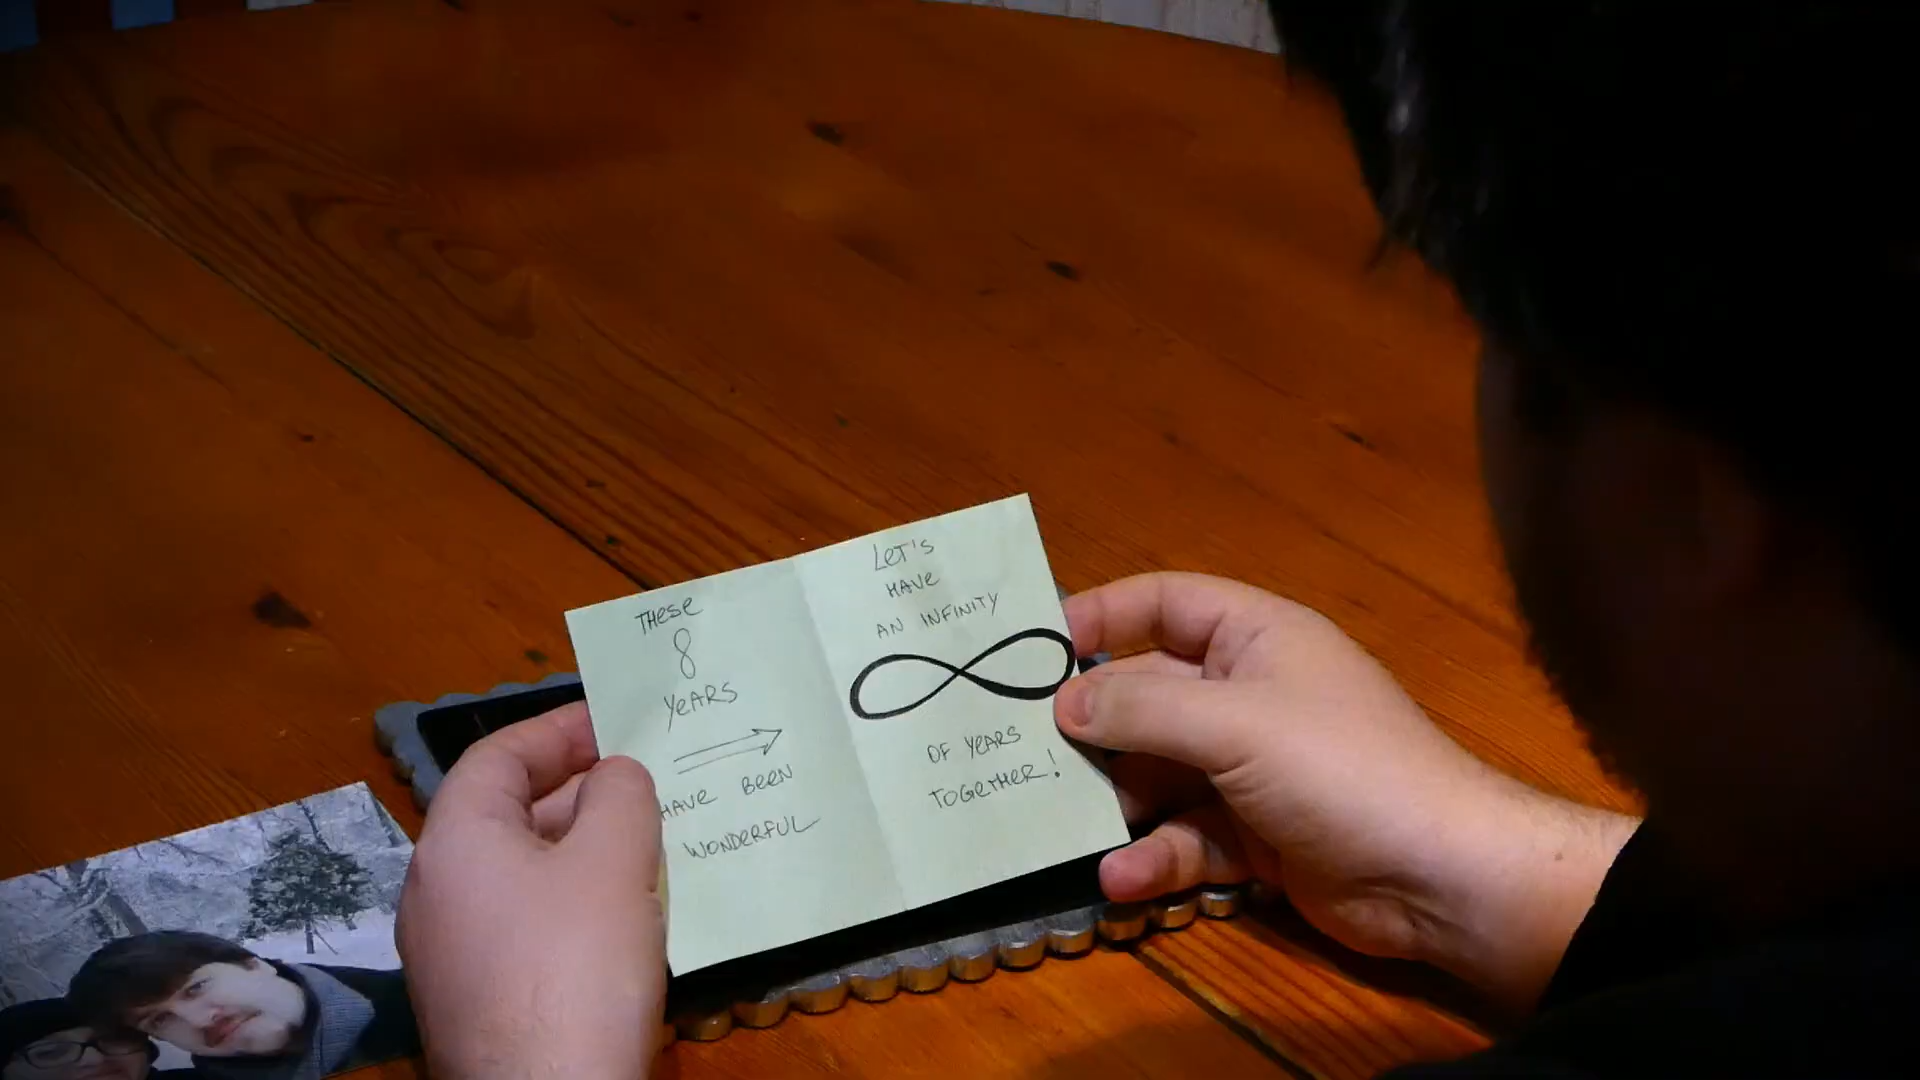 THese
8
YeARS
HAVe BeeN
WONDeRFUL
LeT'S
HAVe
AN INFINITY
OF YeARS
TOGeTHeR!